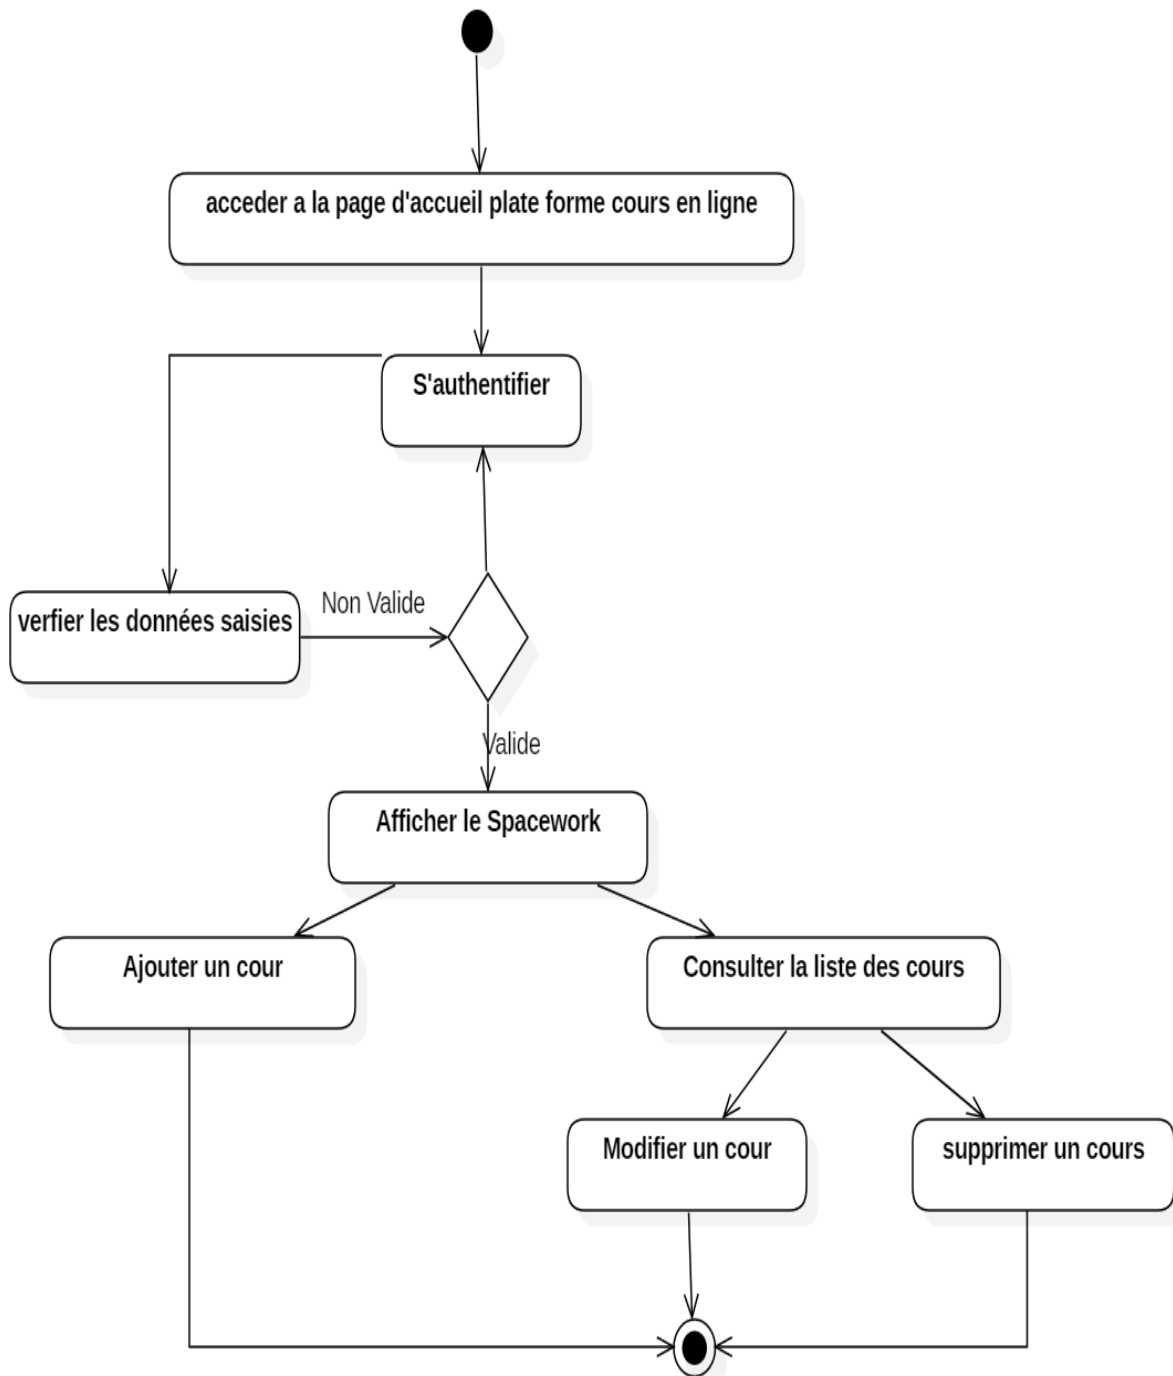 acceder a la page d'accueil plate forme cours en ligne
S'authentifier
Non Valide
verfier les données saisies
Valide
Afficher le Spacework
Ajouter un cour
Consulter la liste des cours
Modifier un cour
supprimer un cours